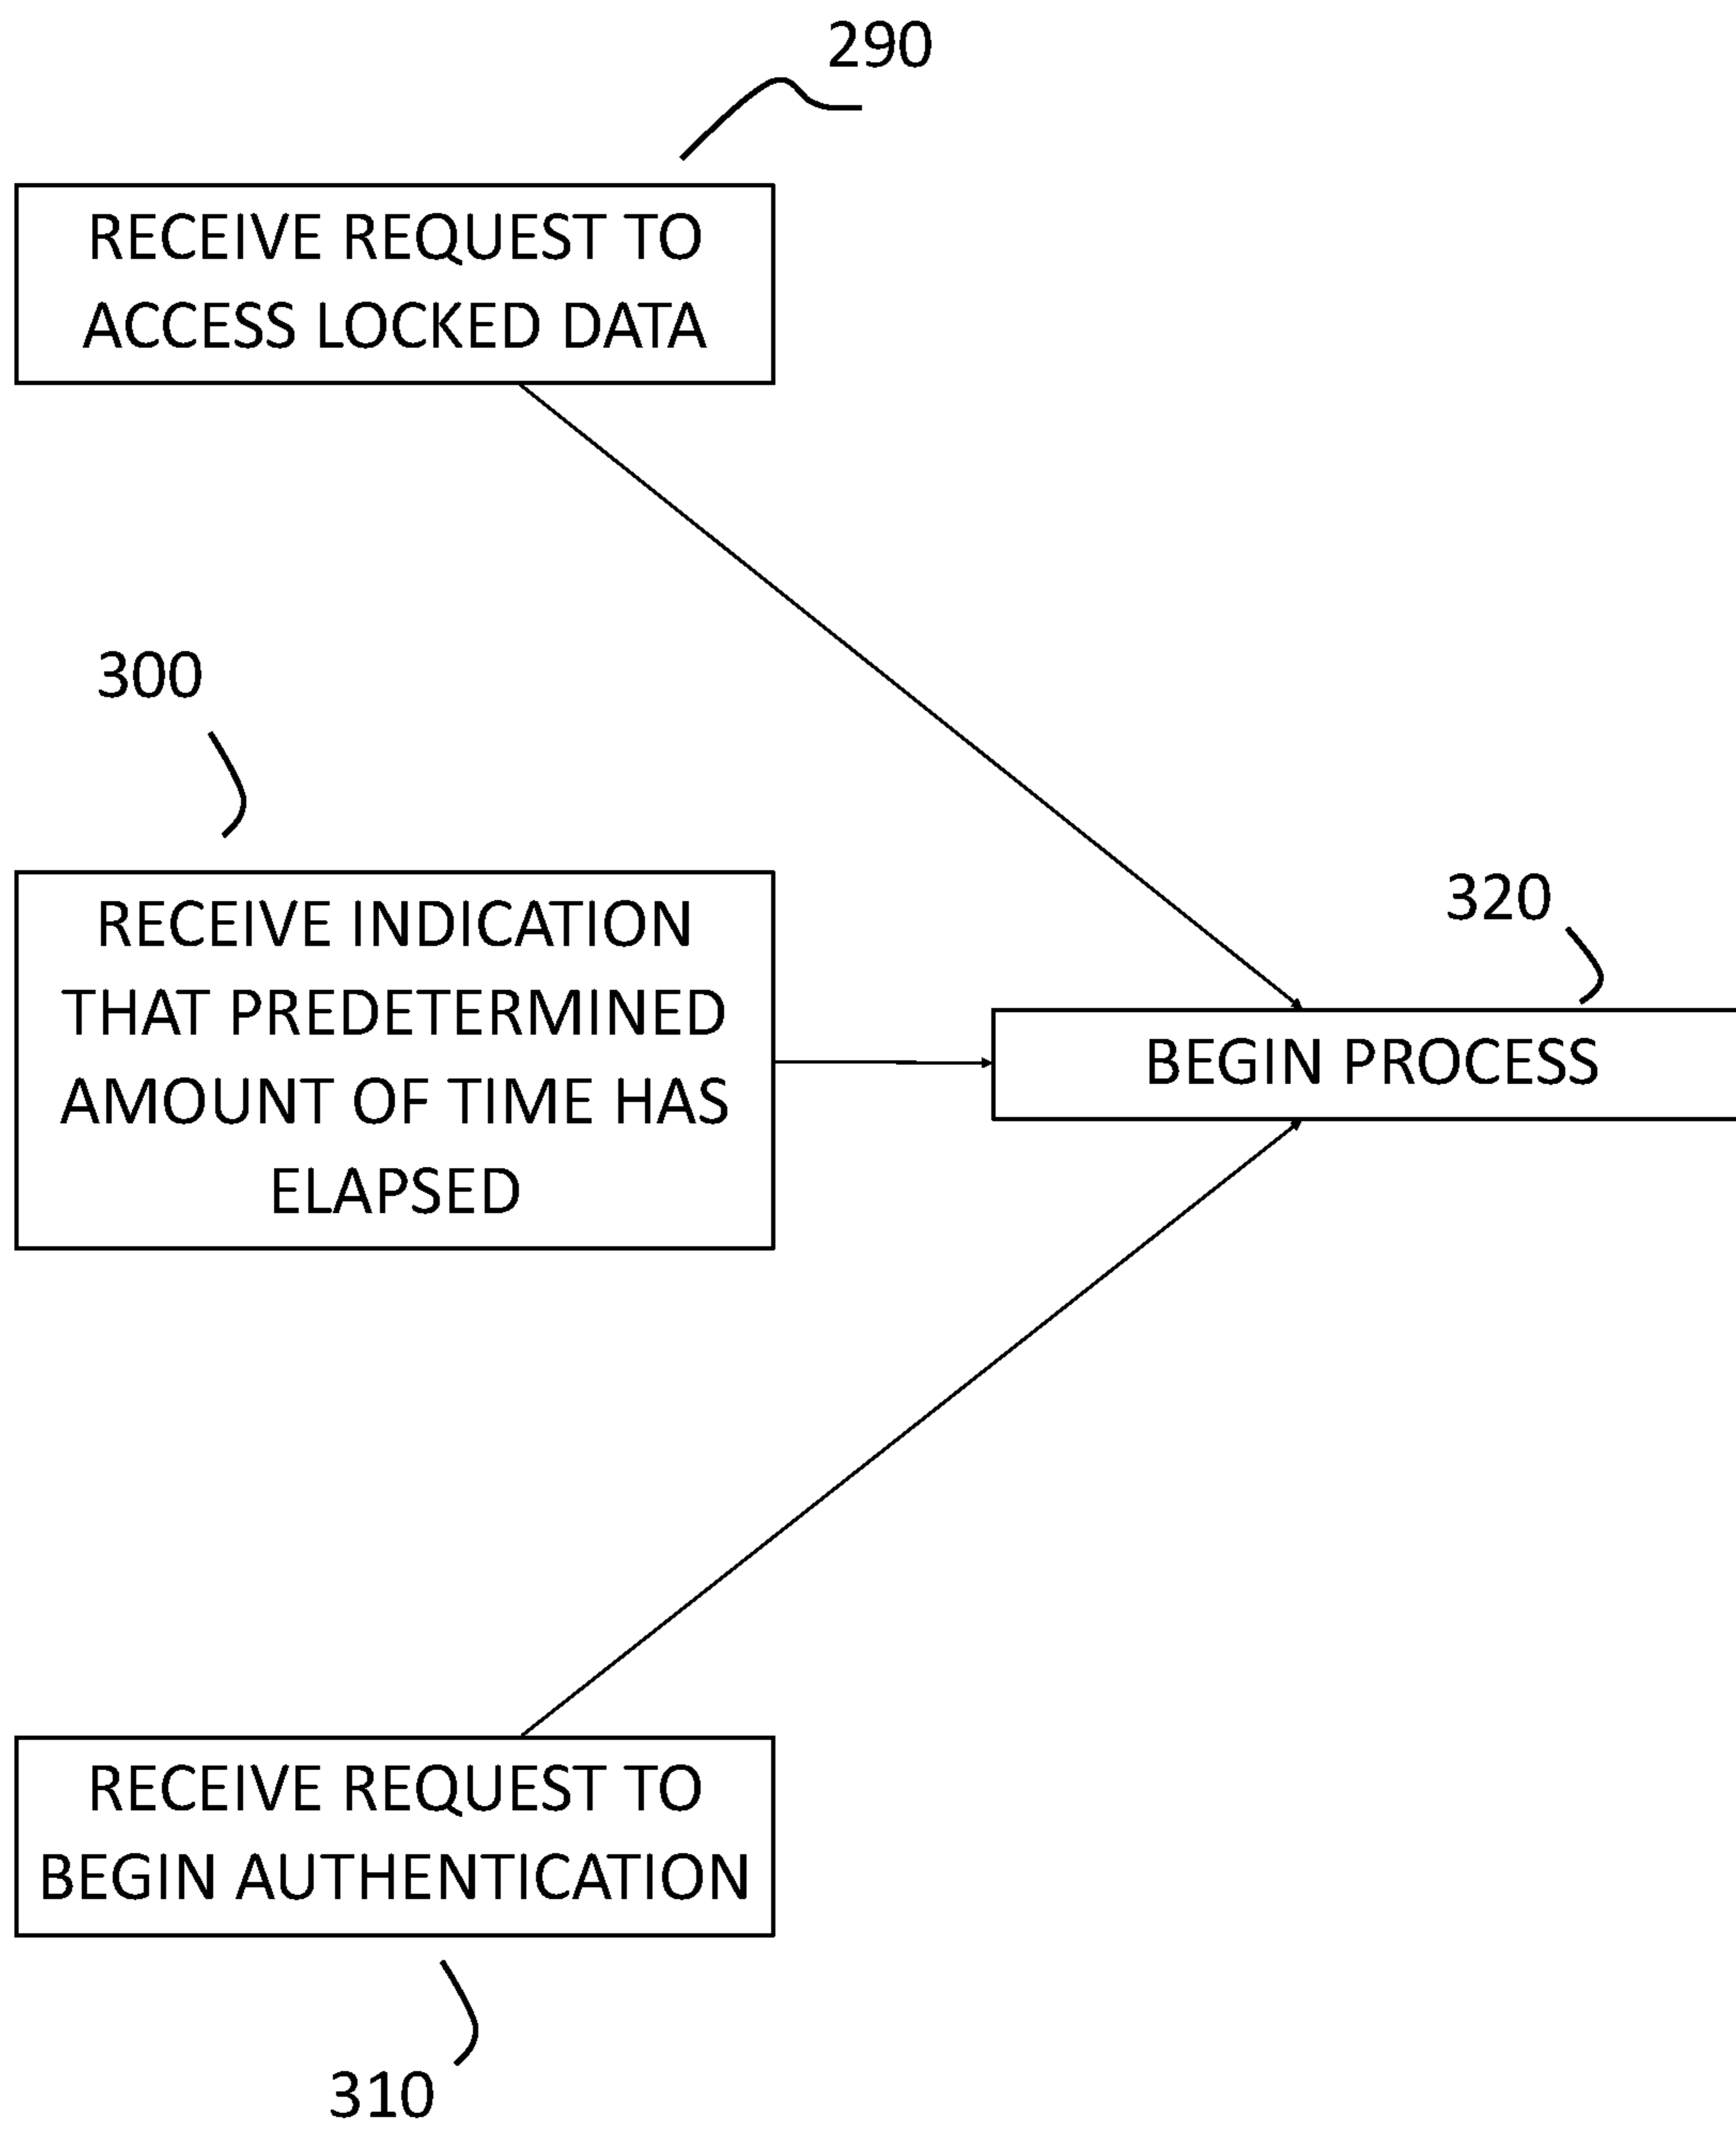 290
RECEIVE REQUEST TO
ACCESS LOCKED DATA
300
RECEIVE INDICATION
THAT PREDETERMINED
AMOUNT OF TIME HAS
ELAPSED
320
BEGIN PROCESS
RECEIVE REQUEST TO
BEGIN AUTHENTICATION
310